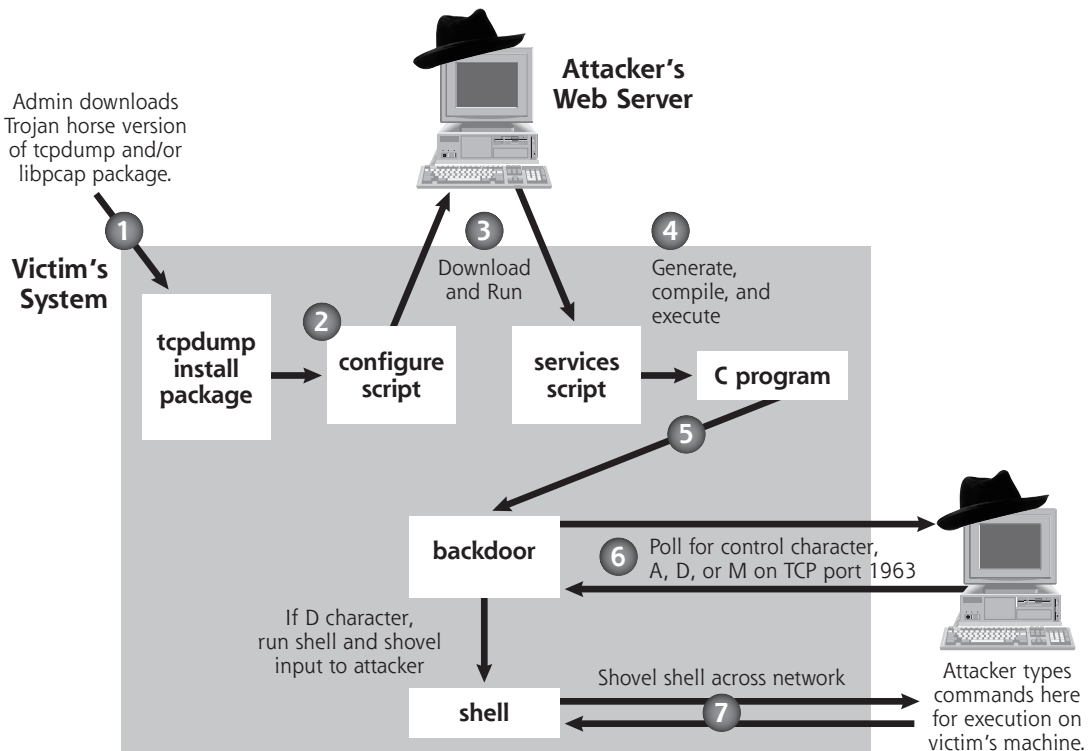 Attacker's
Web Server
Admin downloads
Trojan horse version
of tcpdump and/or
libpcap package.
1
Victim's
System
tcpdump
install
package
2
configure
script
3
Download
and Run
services
script
4
Generate,
compile, and
execute
C program
5
backdoor
6
Poll for control character,
A, D, or M on TCP port 1963
If D character,
run shell and shovel
input to attacker
shell
Shovel shell across network
7
Attacker types
commands here
for execution on
victim's machine.